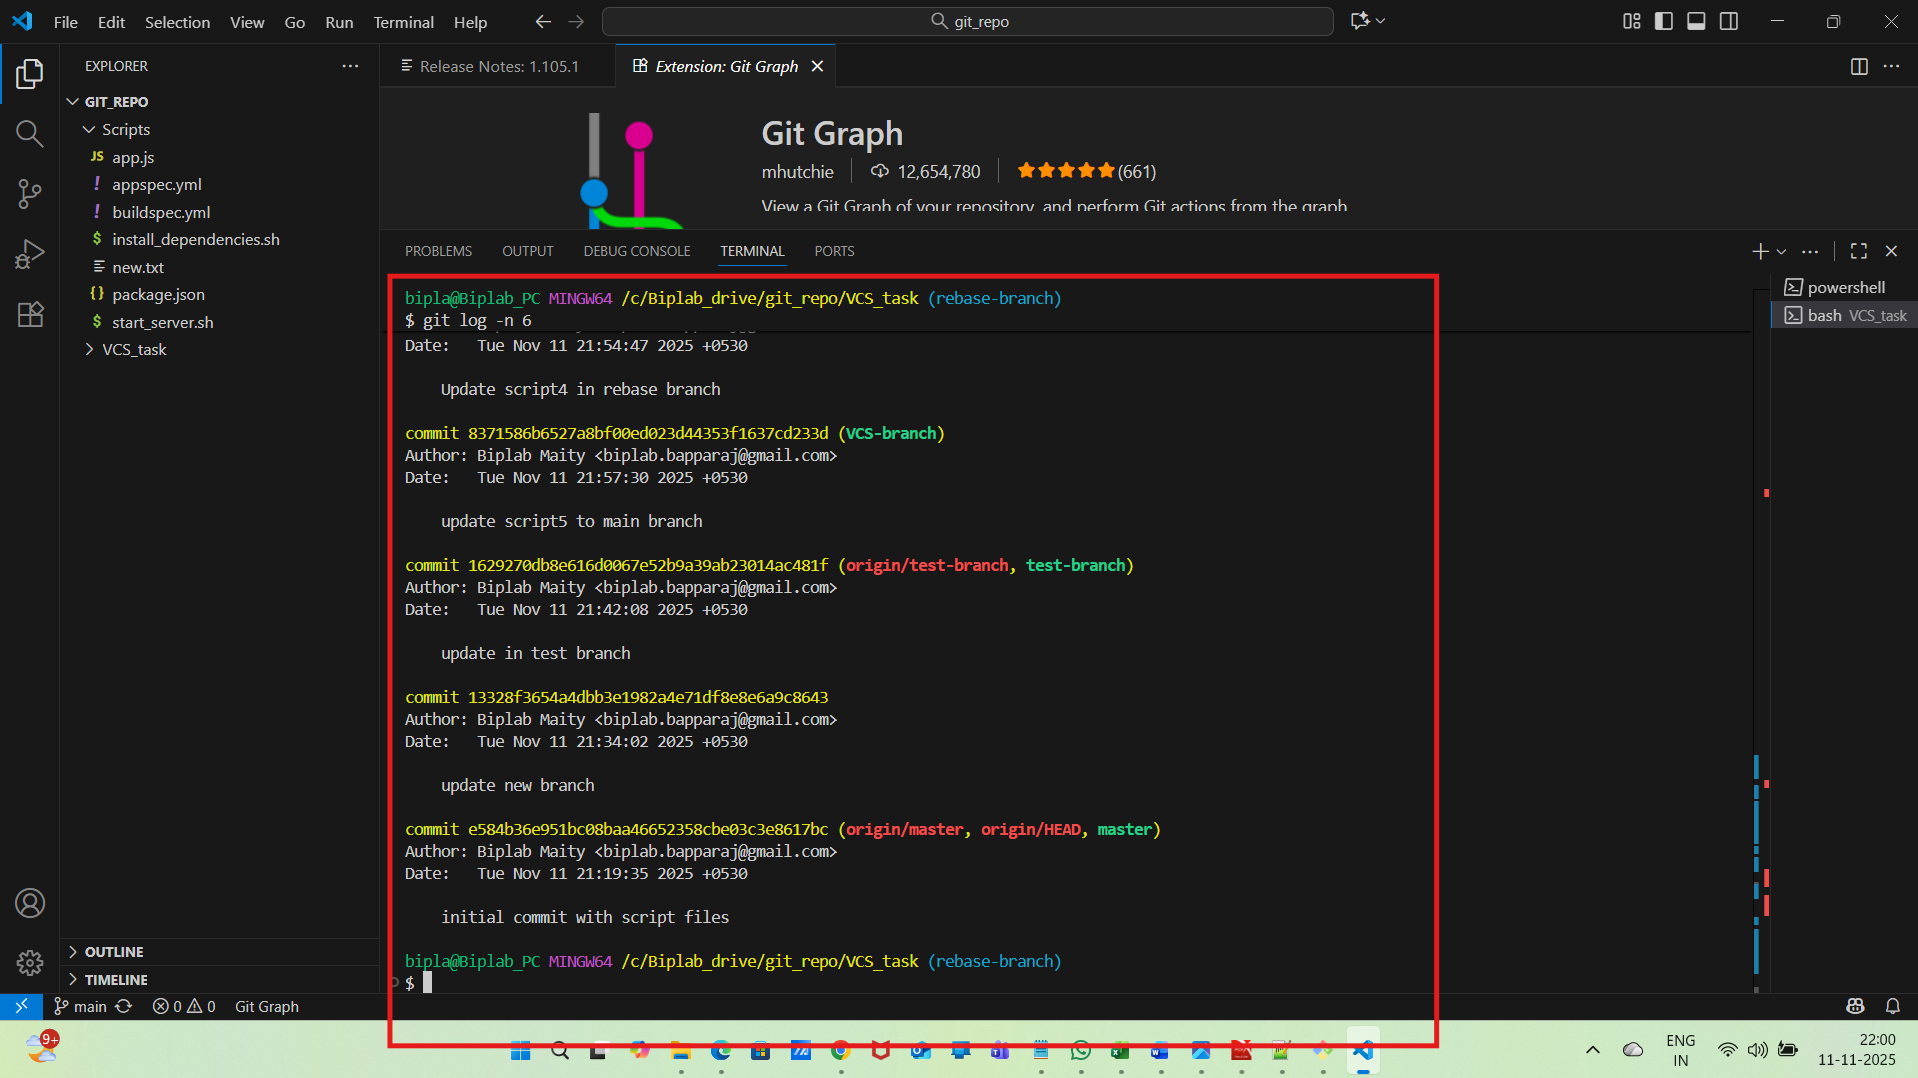 File Edit Selection View Go Run Terminal Help
git_repo
EXPLORER
GIT_REPO
Scripts
JS app.js
! appspec.yml
! buildspec.yml
$ install_dependencies.sh
new.txt
{} package.json
$ start_server.sh
VCS_task
OUTLINE
TIMELINE
Release Notes: 1.105.1
Extension: Git Graph
Git Graph
mhutchie 12,654,780 (661)
View a Git Graph of your repository, and perform Git actions from the graph
PROBLEMS OUTPUT DEBUG CONSOLE TERMINAL PORTS
powershell
bash VCS_task
bipla@Biplab_PC MINGW64 /c/Biplab_drive/git_repo/VCS_task (rebase-branch)
$ git log -n 6
Date: Tue Nov 11 21:54:47 2025 +0530
Update script4 in rebase branch
commit 8371586b6527a8bf00ed023d44353f1637cd233d (VCS-branch)
Author: Biplab Maity <biplab.bapparaj@gmail.com>
Date: Tue Nov 11 21:57:30 2025 +0530
update script5 to main branch
commit 1629270db8e616d0067e52b9a39ab23014ac481f (origin/test-branch, test-branch)
Author: Biplab Maity <biplab.bapparaj@gmail.com>
Date: Tue Nov 11 21:42:08 2025 +0530
update in test branch
commit 13328f3654a4dbb3e1982a4e71df8e8e6a9c8643
Author: Biplab Maity <biplab.bapparaj@gmail.com>
Date: Tue Nov 11 21:34:02 2025 +0530
update new branch
commit e584b36e951bc08baa46652358cbe03c3e8617bc (origin/master, origin/HEAD, master)
Author: Biplab Maity <biplab.bapparaj@gmail.com>
Date: Tue Nov 11 21:19:35 2025 +0530
initial commit with script files
bipla@Biplab_PC MINGW64 /c/Biplab_drive/git_repo/VCS_task (rebase-branch)
$
main 0 0 Git Graph
9+
ENG
IN
22:00
11-11-2025